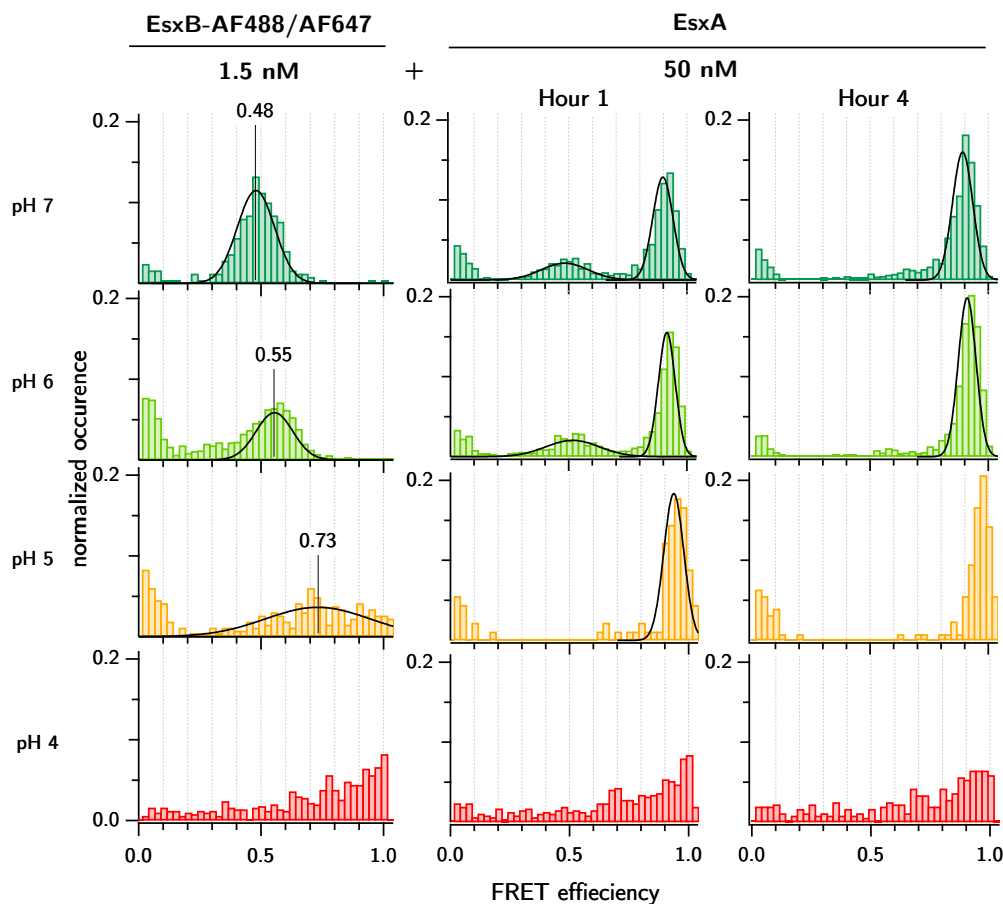 EsxB-AF488/AF647 EsxA
1.5 nM + 50 nM
Hour 1 Hour 4
0.48
0.2 0.2 0.2
pH 7
0.2 0.2 0.2
0.55
pH 6
normalized occurence
0.2 0.2 0.2
0.73
pH 5
0.2 0.2 0.2
pH 4
0.0
0.0 0.5 1.0 0.0 0.5 1.0 0.0 0.5 1.0
FRET effieciency